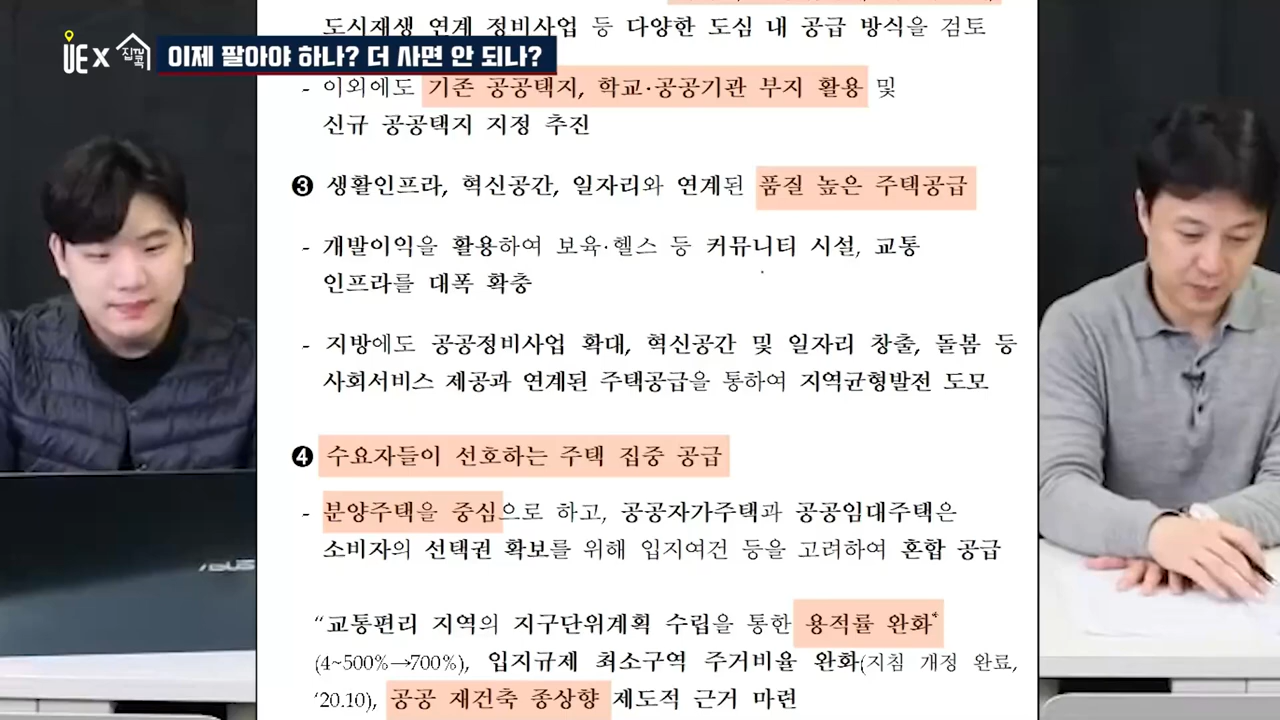 도시재생 연계 정비사업 등 다양한 도심 내 공급 방식을 검토
UE X 집코콕
이제 팔아야 하나? 더 사면 안 되나?
- 이외에도 기존 공공택지, 학교·공공기관 부지 활용 및
신규 공공택지 지정 추진
❸ 생활인프라, 혁신공간, 일자리와 연계된 품질 높은 주택공급
- 개발이익을 활용하여 보육·헬스 등 커뮤니티 시설, 교통
인프라를 대폭 확충
- 지방에도 공공정비사업 확대, 혁신공간 및 일자리 창출, 돌봄 등
사회서비스 제공과 연계된 주택공급을 통하여 지역균형발전 도모
❹ 수요자들이 선호하는 주택 집중 공급
- 분양주택을 중심으로 하고, 공공자가주택과 공공임대주택은
소비자의 선택권 확보를 위해 입지여건 등을 고려하여 혼합 공급
“교통편리 지역의 지구단위계획 수립을 통한 용적률 완화*
(4~500%→700%), 입지규제 최소구역 주거비율 완화(지침 개정 완료,
‘20.10), 공공 재건축 종상향 제도적 근거 마련
ASUS